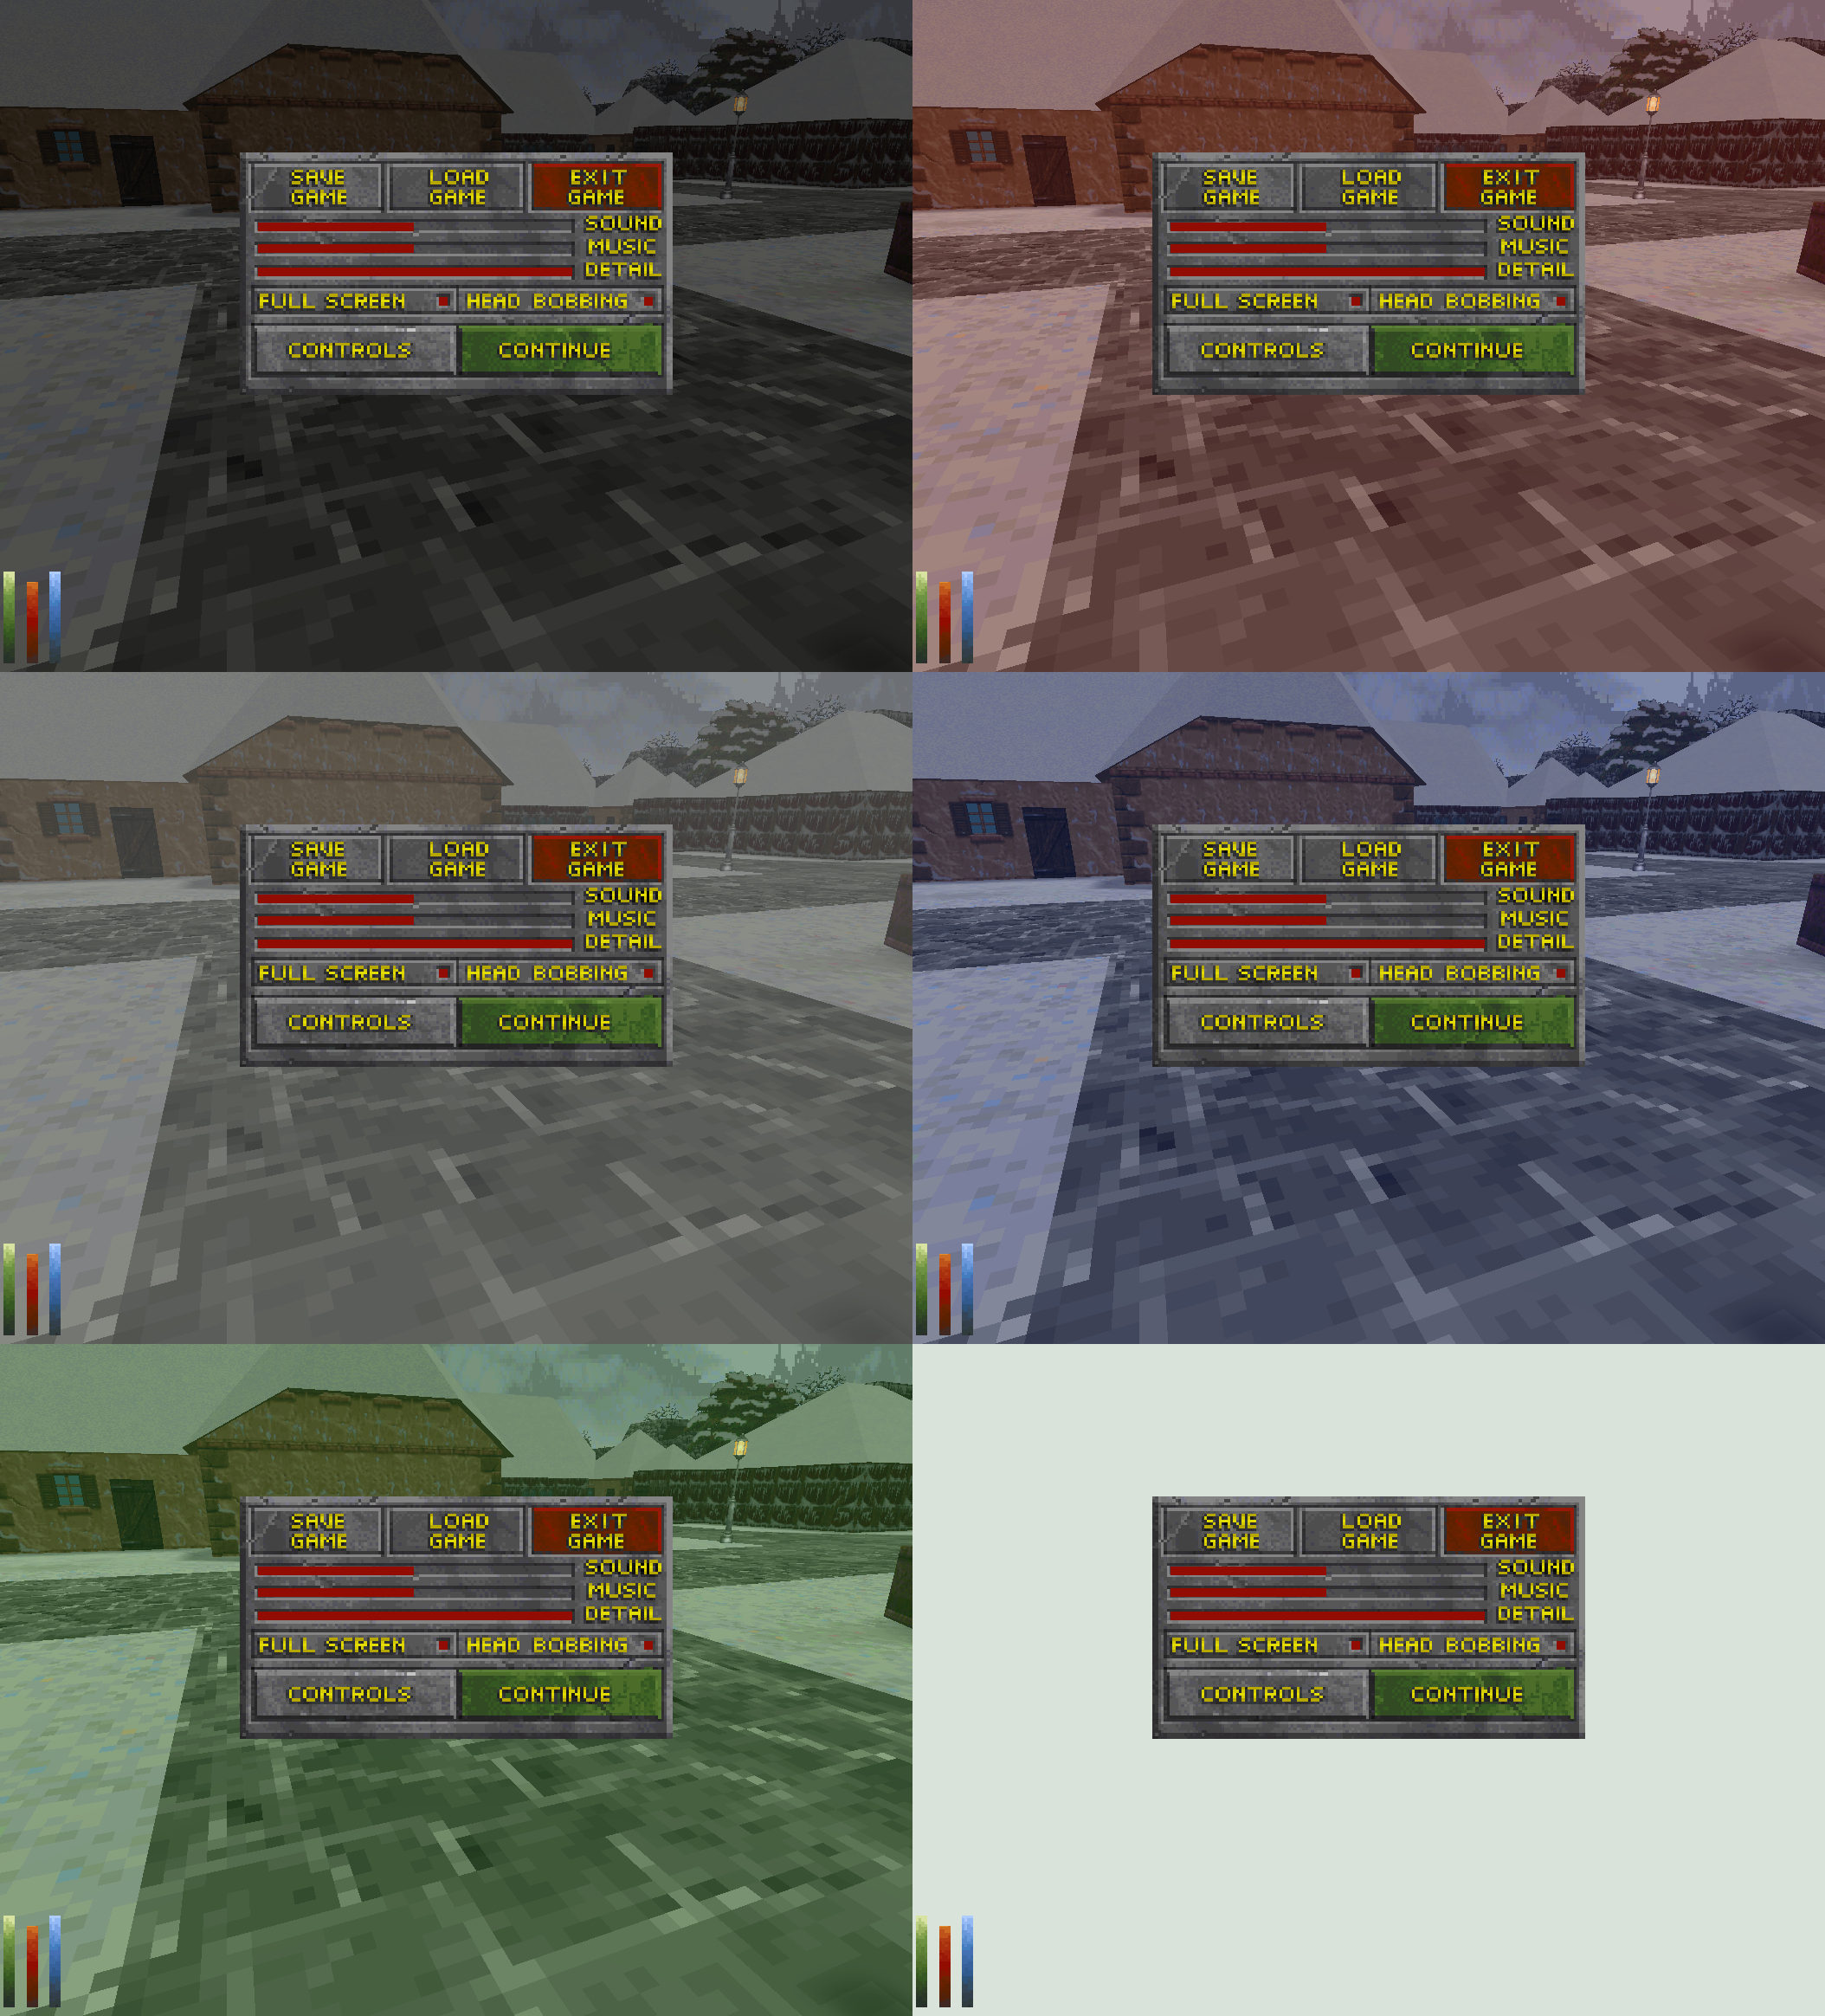 SAVE GAME
LOAD GAME
EXIT GAME
SOUND
MUSIC
DETAIL
FULL SCREEN
HEAD BOBBING
CONTROLS
CONTINUE
SAVE GAME
LOAD GAME
EXIT GAME
SOUND
MUSIC
DETAIL
FULL SCREEN
HEAD BOBBING
CONTROLS
CONTINUE
SAVE GAME
LOAD GAME
EXIT GAME
SOUND
MUSIC
DETAIL
FULL SCREEN
HEAD BOBBING
CONTROLS
CONTINUE
SAVE GAME
LOAD GAME
EXIT GAME
SOUND
MUSIC
DETAIL
FULL SCREEN
HEAD BOBBING
CONTROLS
CONTINUE
SAVE GAME
LOAD GAME
EXIT GAME
SOUND
MUSIC
DETAIL
FULL SCREEN
HEAD BOBBING
CONTROLS
CONTINUE
SAVE GAME
LOAD GAME
EXIT GAME
SOUND
MUSIC
DETAIL
FULL SCREEN
HEAD BOBBING
CONTROLS
CONTINUE